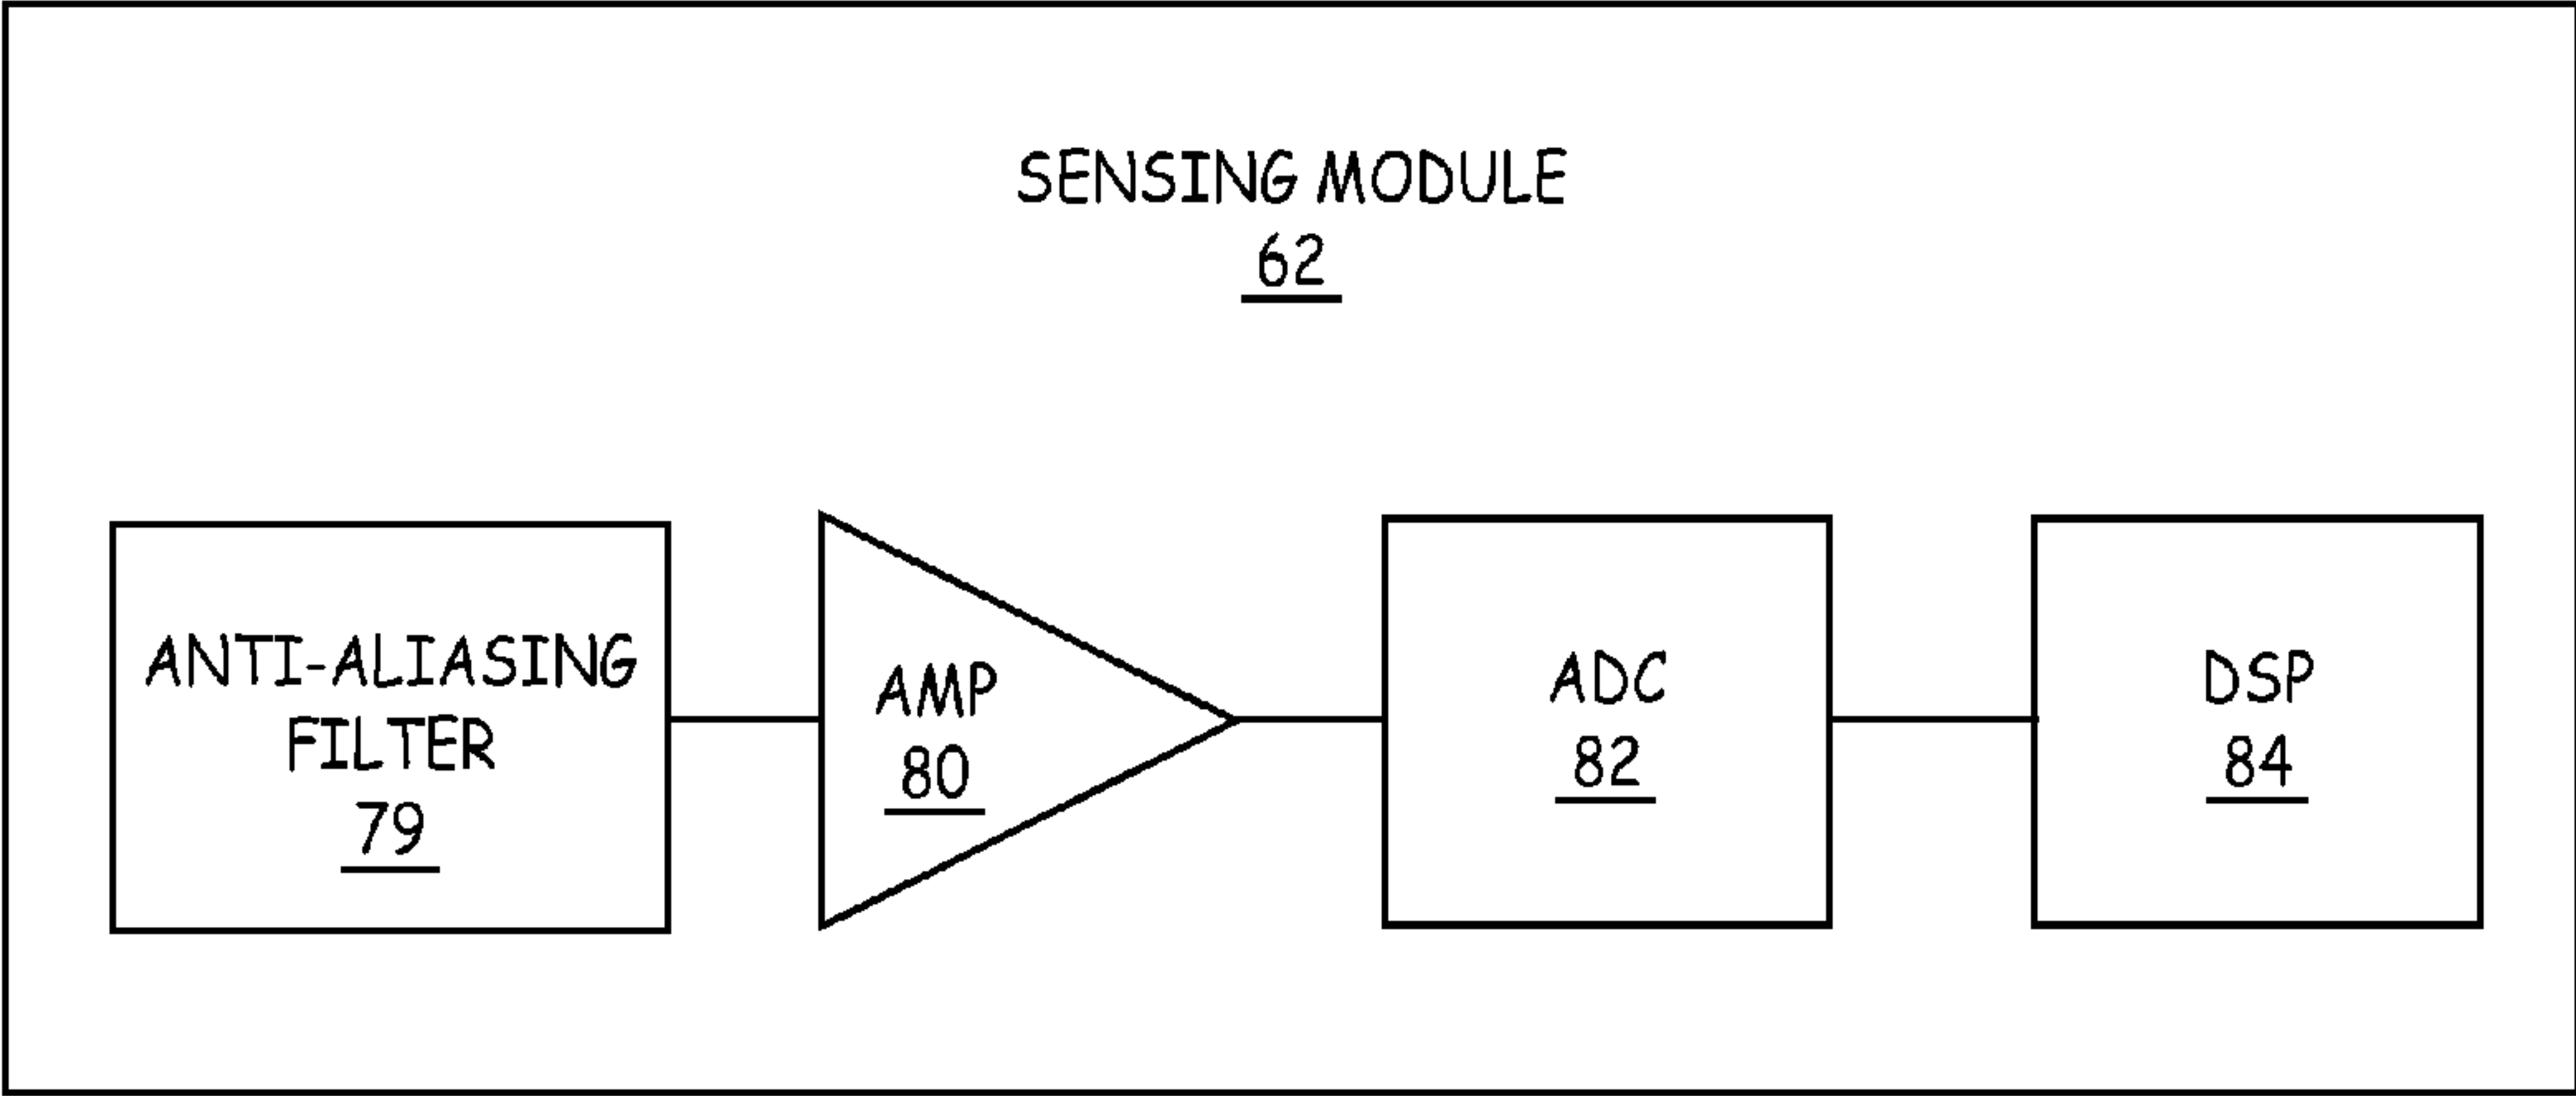 SENSING MODULE
62
ANTI-ALIASING
FILTER
79
AMP
80
ADC
82
DSP
84